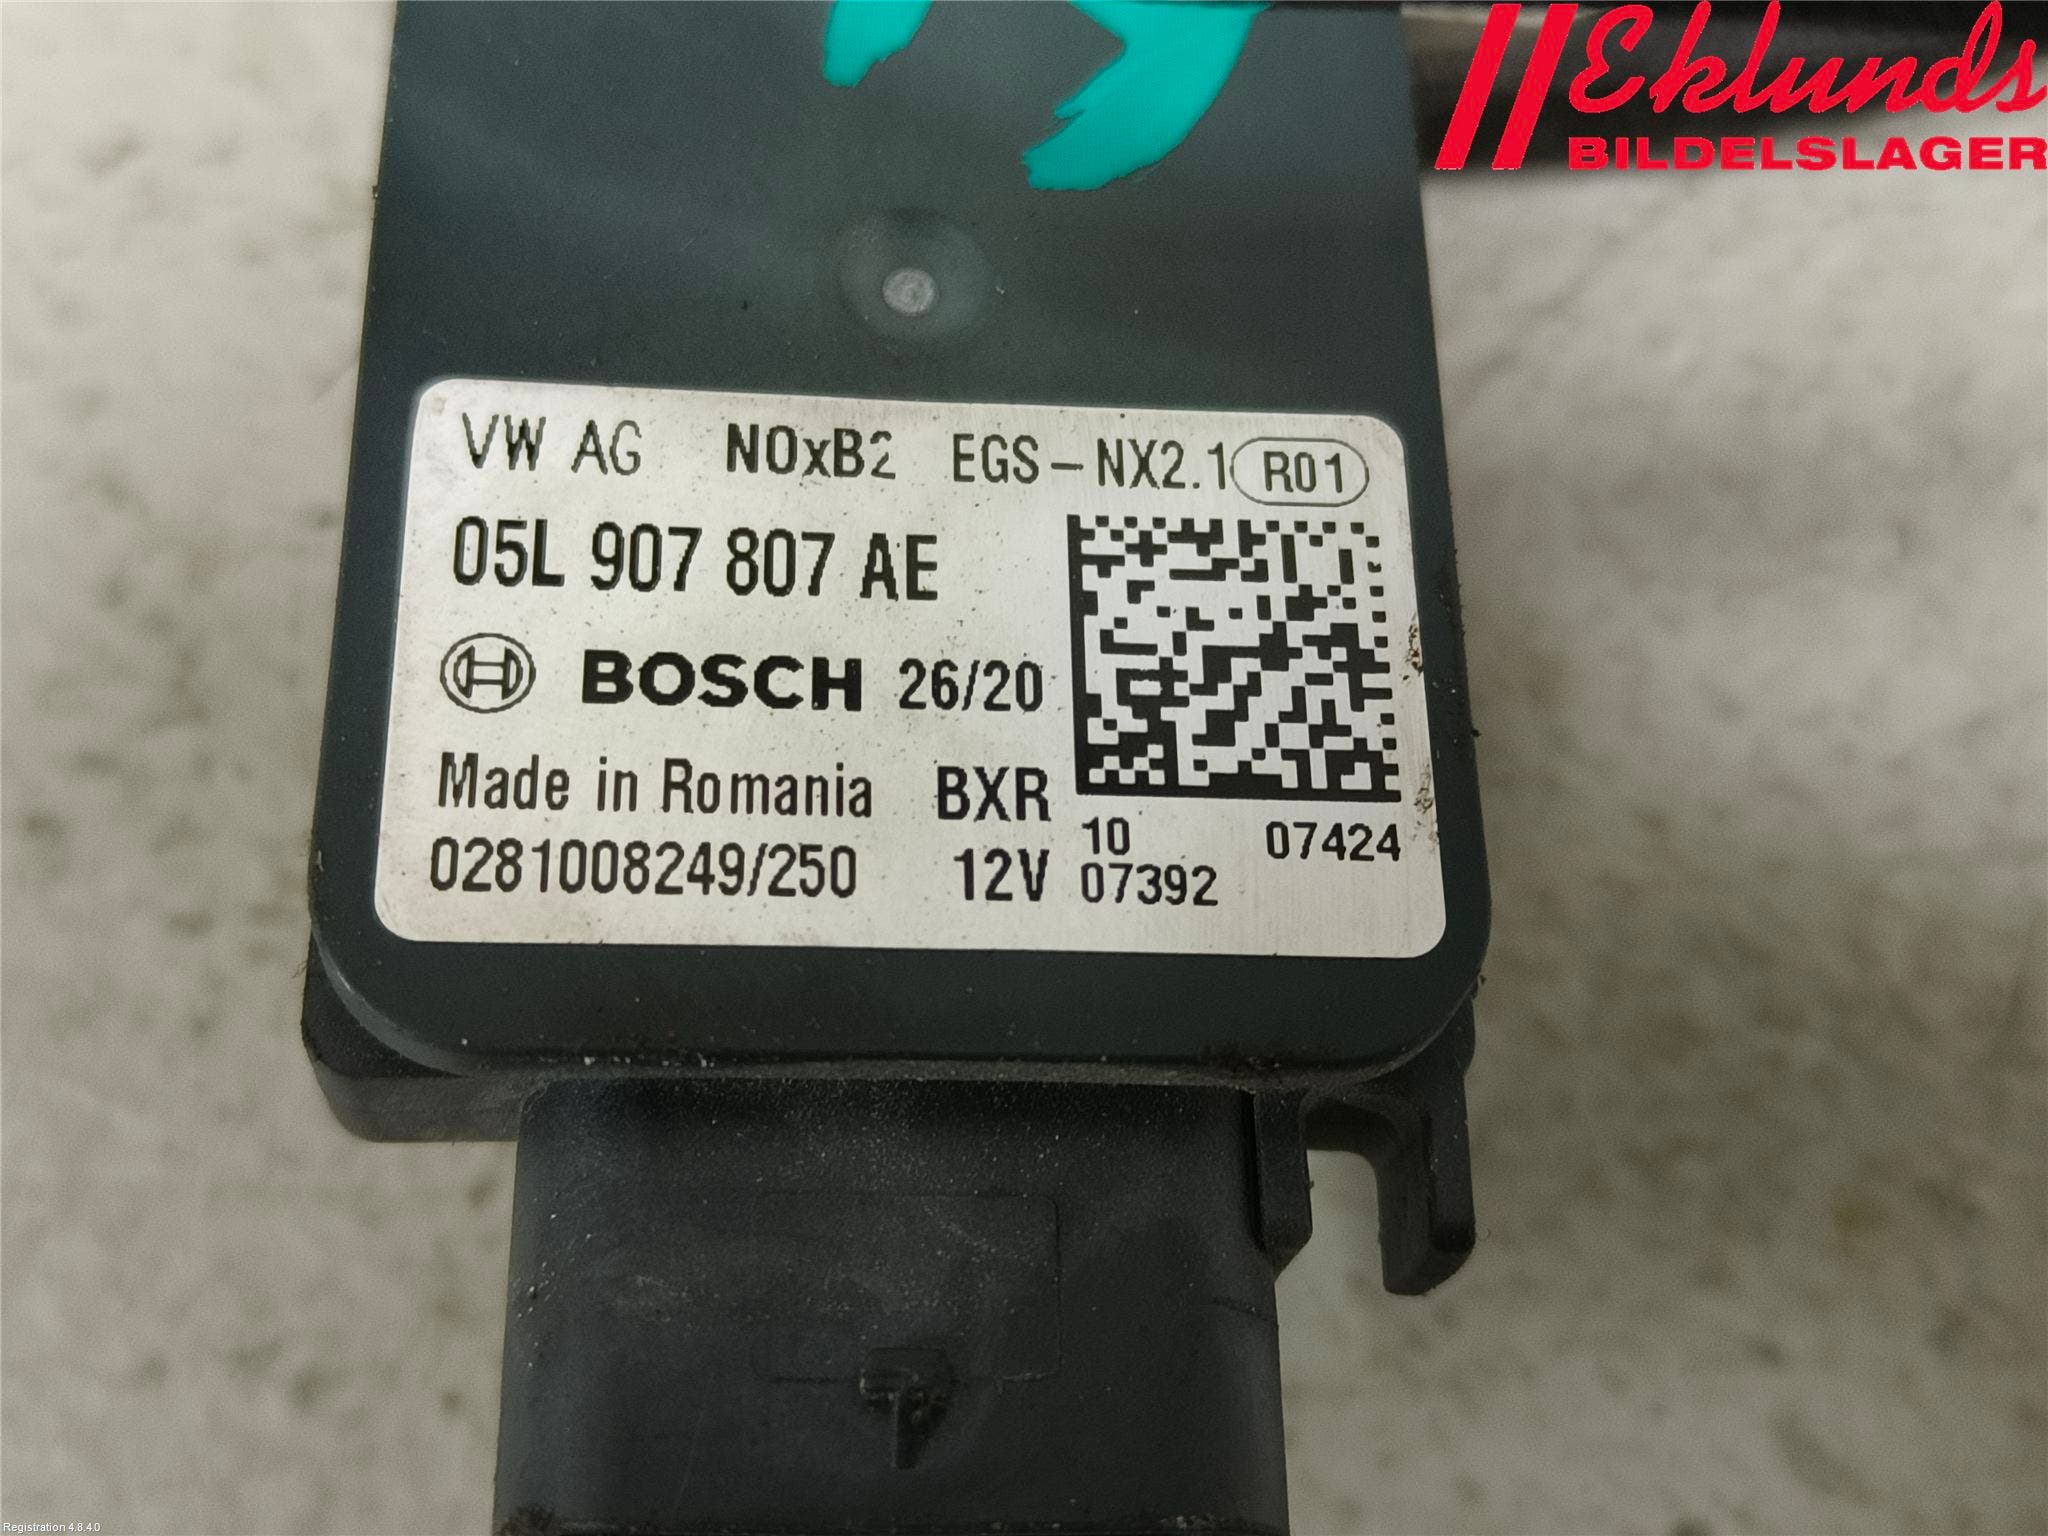 Eklunds
BILDELSLAGER
VW AG NOxB2 EGS-NX2.1 R01
05L 907 807 AE
BOSCH 26/20
Made in Romania BXR
10 07424
0281008249/250 12V 07392
Registration 4.8.4.0